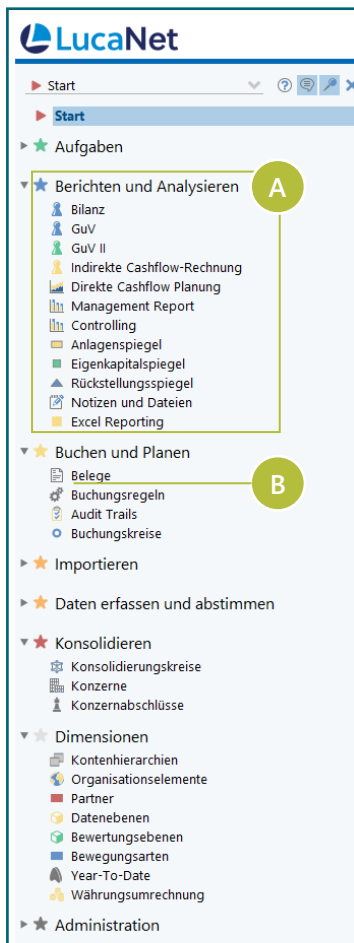 LucaNet
Start
Start
Aufgaben
Berichten und Analysieren
A
Bilanz
GuV
GuV II
Indirekte Cashflow-Rechnung
Direkte Cashflow Planung
Management Report
Controlling
Anlagenspiegel
Eigenkapitalspiegel
Rückstellungsspiegel
Notizen und Dateien
Excel Reporting
Buchen und Planen
Belege
B
Buchungsregeln
Audit Trails
Buchungskreise
Importieren
Daten erfassen und abstimmen
Konsolidieren
Konsolidierungskreise
Konzerne
Konzernabschlüsse
Dimensionen
Kontenhierarchien
Organisationselemente
Partner
Datenebenen
Bewertungsebenen
Bewegungsarten
Year-To-Date
Währungsumrechnung
Administration